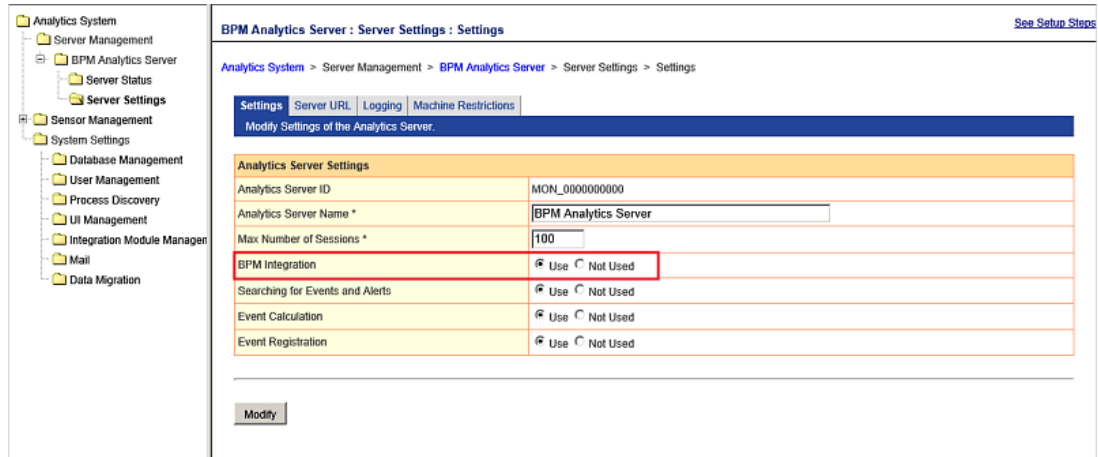 Analytics System
Server Management
BPM Analytics Server
Server Status
Server Settings
Sensor Management
System Settings
Database Management
User Management
Process Discovery
UI Management
Integration Module Managen
Mail
Data Migration
BPM Analytics Server : Server Settings : Settings
See Setup Steps
Analytics System > Server Management > BPM Analytics Server > Server Settings > Settings
Settings Server URL Logging Machine Restrictions
Modify Settings of the Analytics Server.
Analytics Server Settings
Analytics Server ID MON_0000000000
Analytics Server Name * BPM Analytics Server
Max Number of Sessions * 100
BPM Integration Use Not Used
Searching for Events and Alerts Use Not Used
Event Calculation Use Not Used
Event Registration Use Not Used
Modify